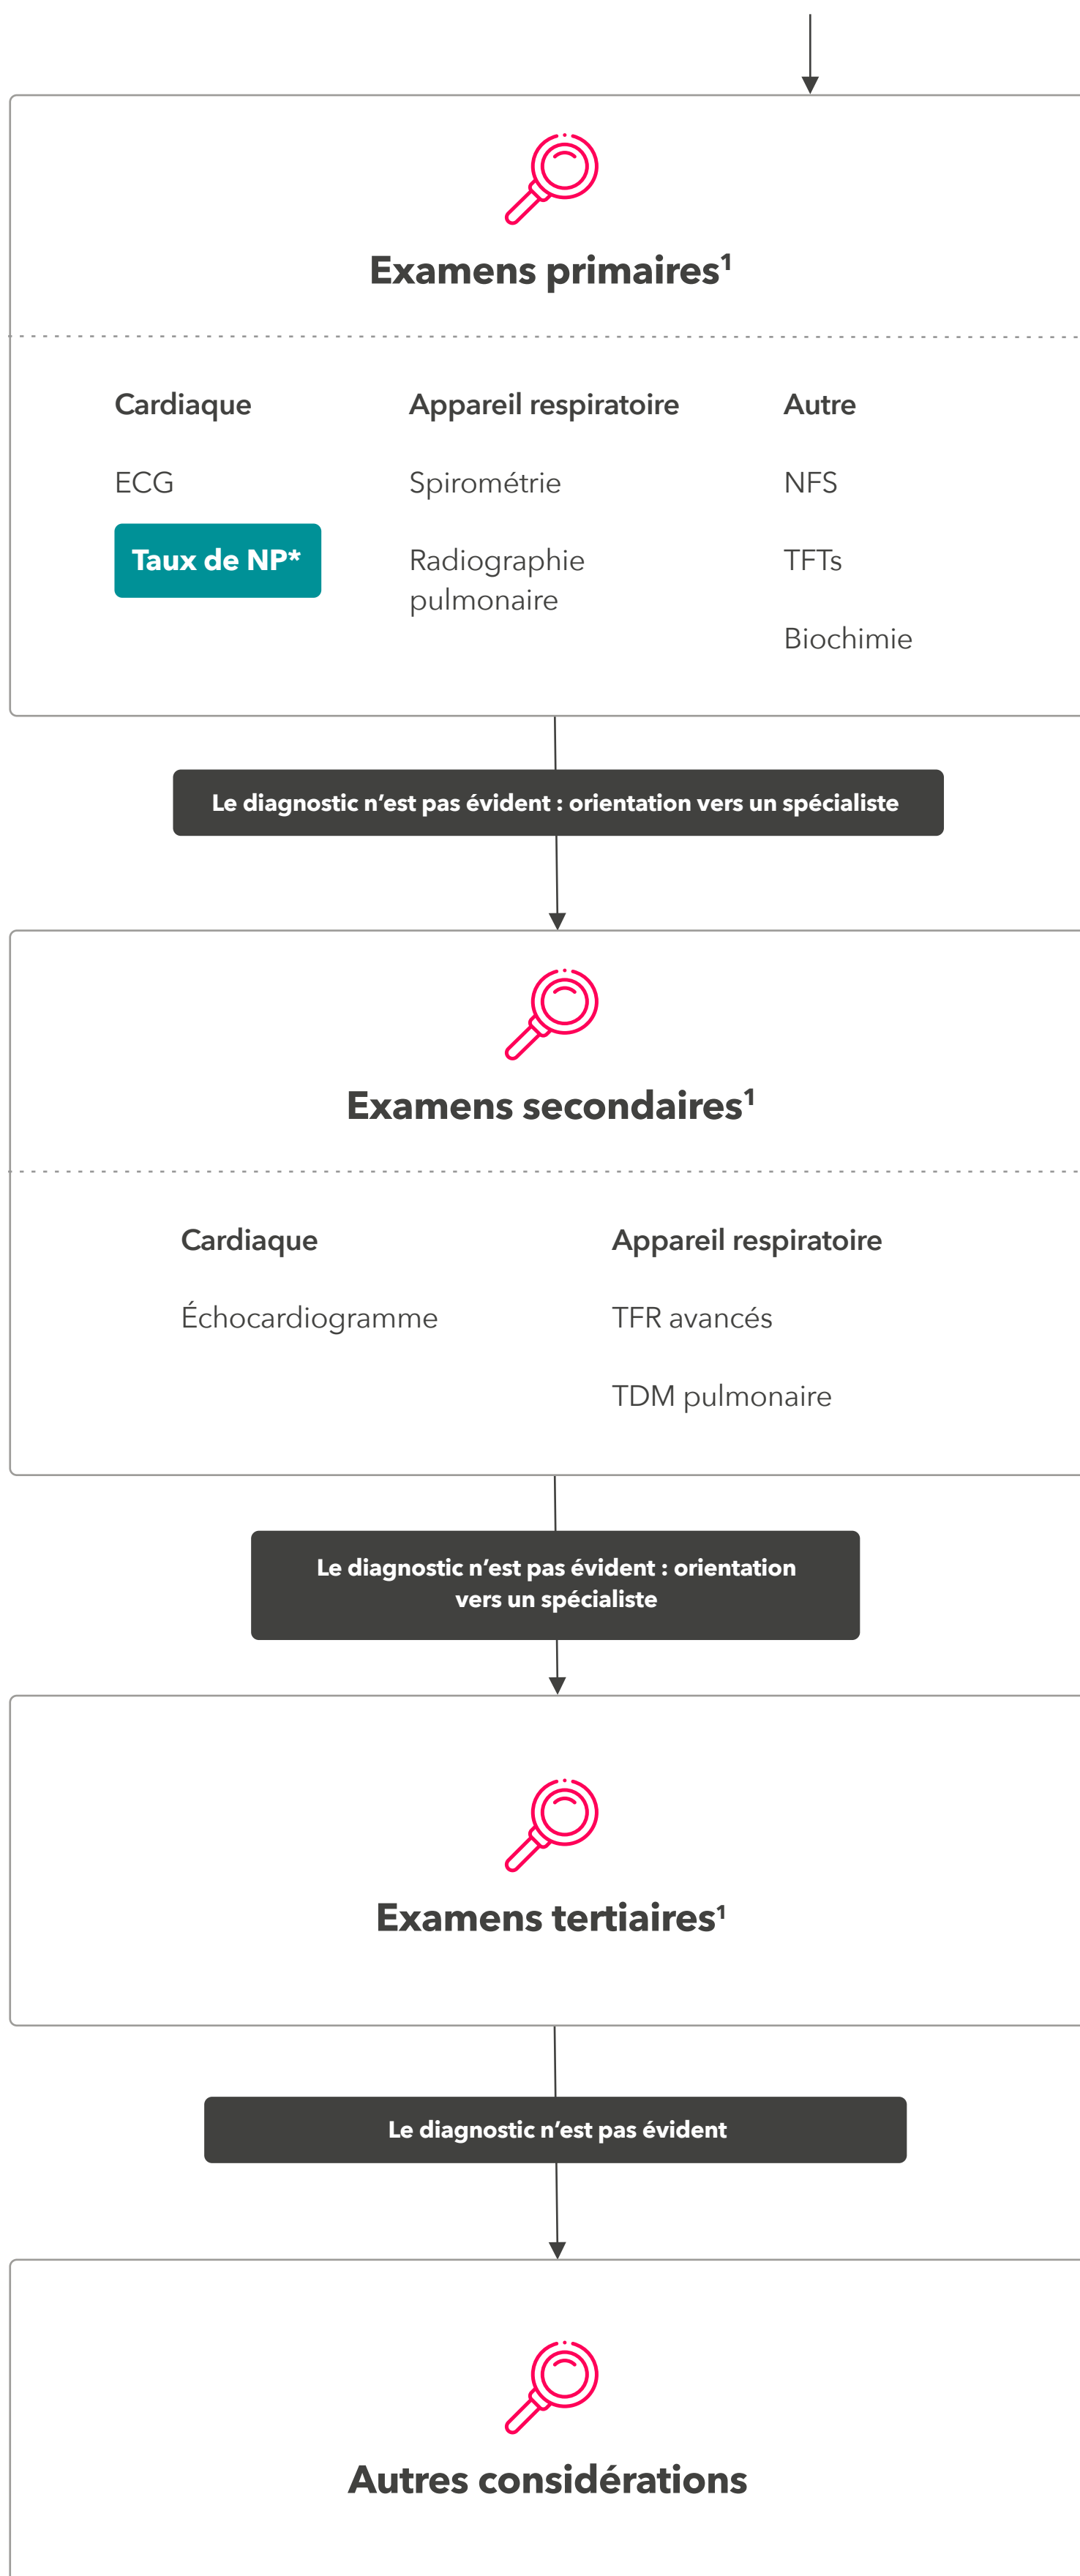 Examens primaires¹
Cardiaque
ECG
Taux de NP*
Appareil respiratoire
Spirométrie
Radiographie
pulmonaire
Autre
NFS
TFTs
Biochimie
Le diagnostic n’est pas évident : orientation vers un spécialiste
Examens secondaires¹
Cardiaque
Échocardiogramme
Appareil respiratoire
TFR avancés
TDM pulmonaire
Le diagnostic n’est pas évident : orientation
vers un spécialiste
Examens tertiaires¹
Le diagnostic n’est pas évident
Autres considérations